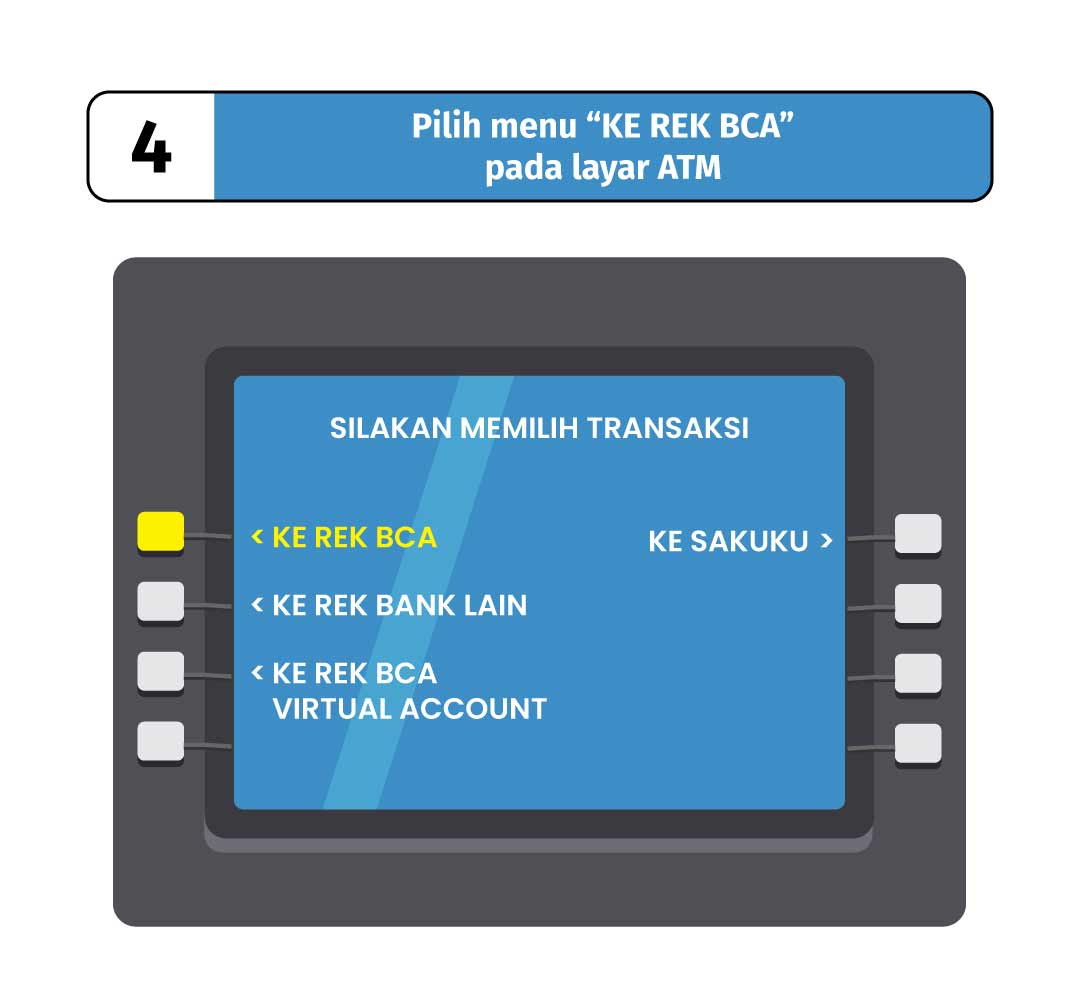 4
Pilih menu “KE REK BCA”
pada layar ATM
SILAKAN MEMILIH TRANSAKSI
< KE REK BCA
KE SAKUKU >
< KE REK BANK LAIN
< KE REK BCA
VIRTUAL ACCOUNT